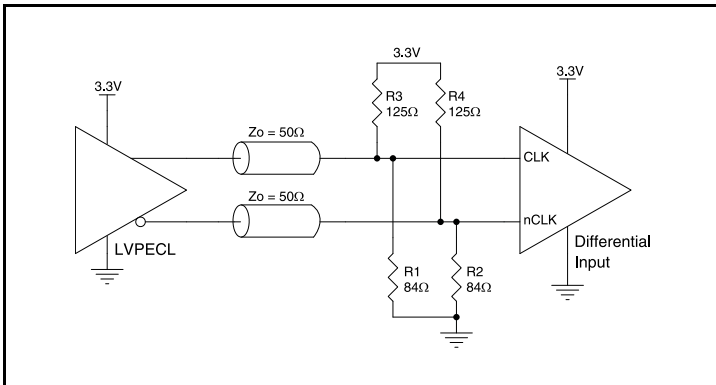 3.3V
R3
125Ω
R4
125Ω
3.3V
3.3V
Zo = 50Ω
CLK
Zo = 50Ω
nCLK
LVPECL
Differential
Input
R1
84Ω
R2
84Ω